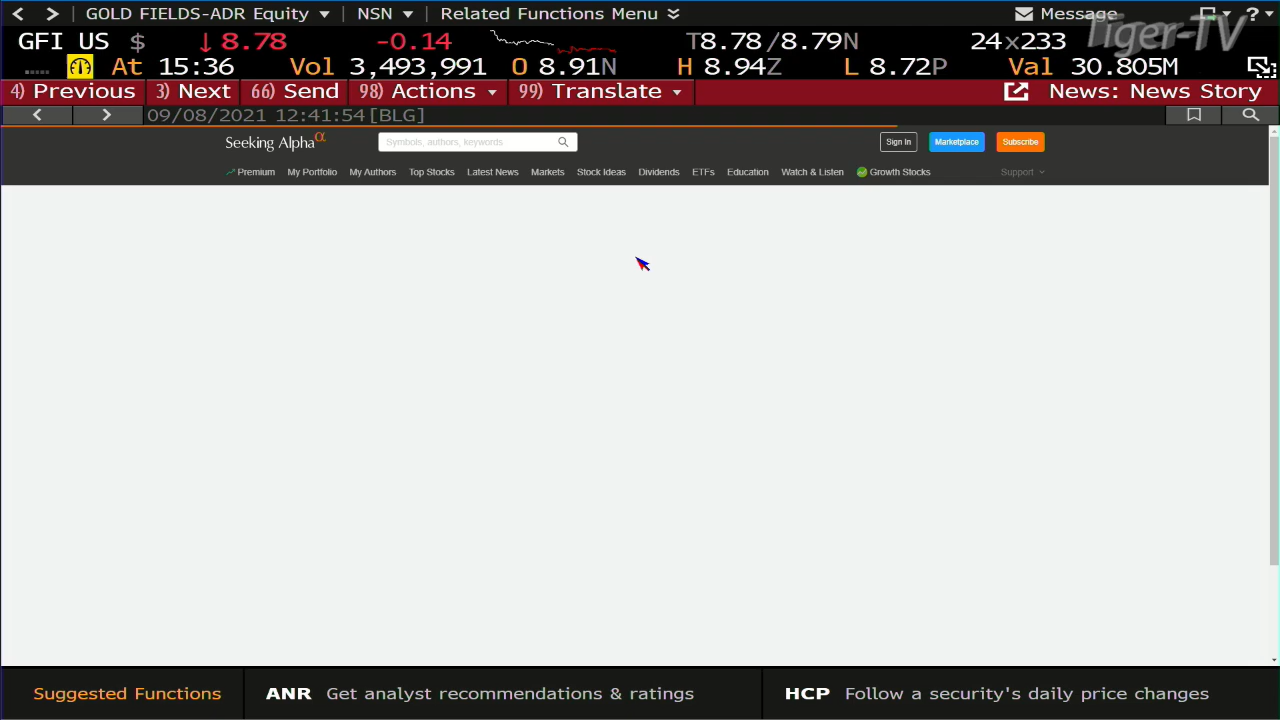 GOLD FIELDS-ADR Equity NSN Related Functions Menu Message ?
GFI US $ ↓8.78 -0.14 T8.78/8.79N 24x233 Tiger-TV
At 15:36 Vol 3,493,991 O 8.91N H 8.94Z L 8.72P Val 30.805M
4) Previous 3) Next 66) Send 98) Actions 99) Translate News: News Story
< > 09/08/2021 12:41:54[BLG]
Seeking Alphaα Symbols, authors, keywords Sign In Marketplace Subscribe
Premium My Portfolio My Authors Top Stocks Latest News Markets Stock Ideas Dividends ETFs Education Watch & Listen Growth Stocks Support
Suggested Functions ANR Get analyst recommendations & ratings HCP Follow a security's daily price changes